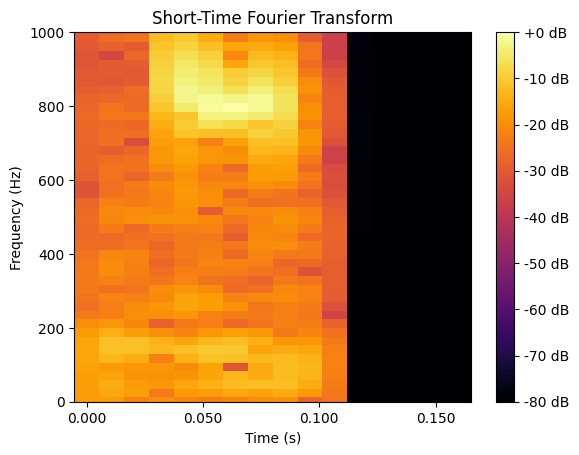 Short-Time Fourier Transform
Frequency (Hz)
1000
800
600
400
200
0
0.000
0.050
0.100
0.150
Time (s)
+0 dB
-10 dB
-20 dB
-30 dB
-40 dB
-50 dB
-60 dB
-70 dB
-80 dB